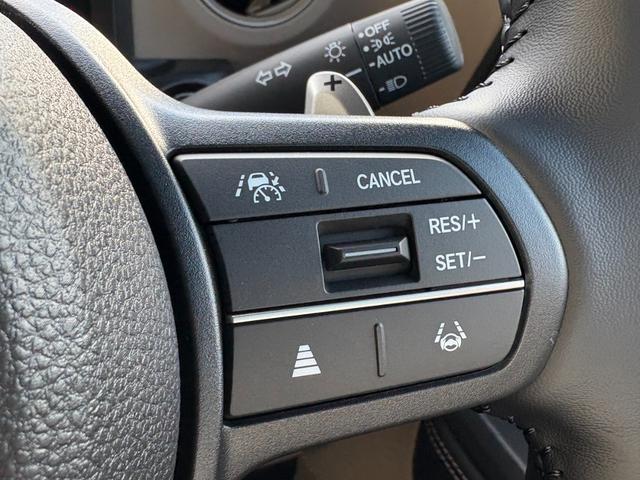 OFF
AUTO
+
CANCEL
RES/+
SET/−